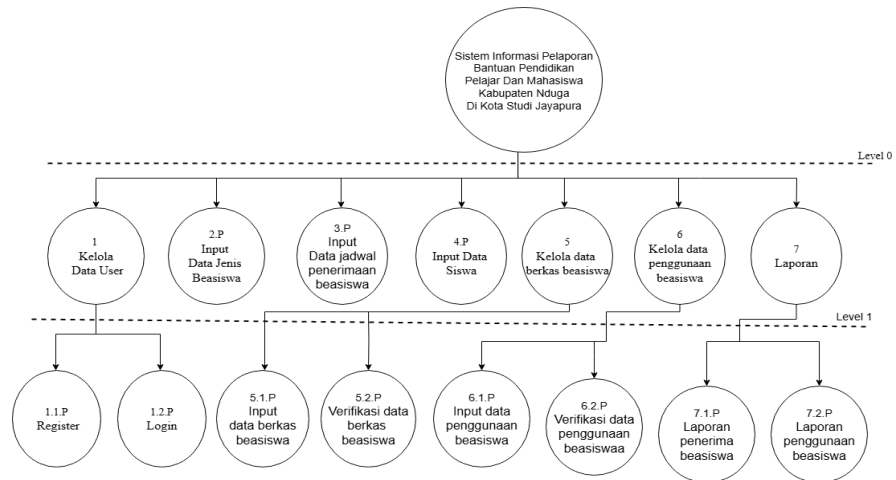 Sistem Informasi Pelaporan
Bantuan Pendidikan
Pelajar Dan Mahasiswa
Kabupaten Nduga
Di Kota Studi Jayapura
Level 0
1
Kelola
Data User
2.P
Input
Data Jenis
Beasiswa
3.P
Input
Data jadwal
penerimaan
beasiswa
4.P
Input Data
Siswa
5
Kelola data
berkas beasiswa
6
Kelola data
penggunaan
beasiswa
7
Laporan
Level 1
1.1.P
Register
1.2.P
Login
5.1.P
Input
data berkas
beasiswa
5.2.P
Verifikasi data
berkas
beasiswa
6.1.P
Input data
penggunaan
beasiswa
6.2.P
Verifikasi data
penggunaan
beasiswaa
7.1.P
Laporan
penerima
beasiswa
7.2.P
Laporan
penggunaan
beasiswa